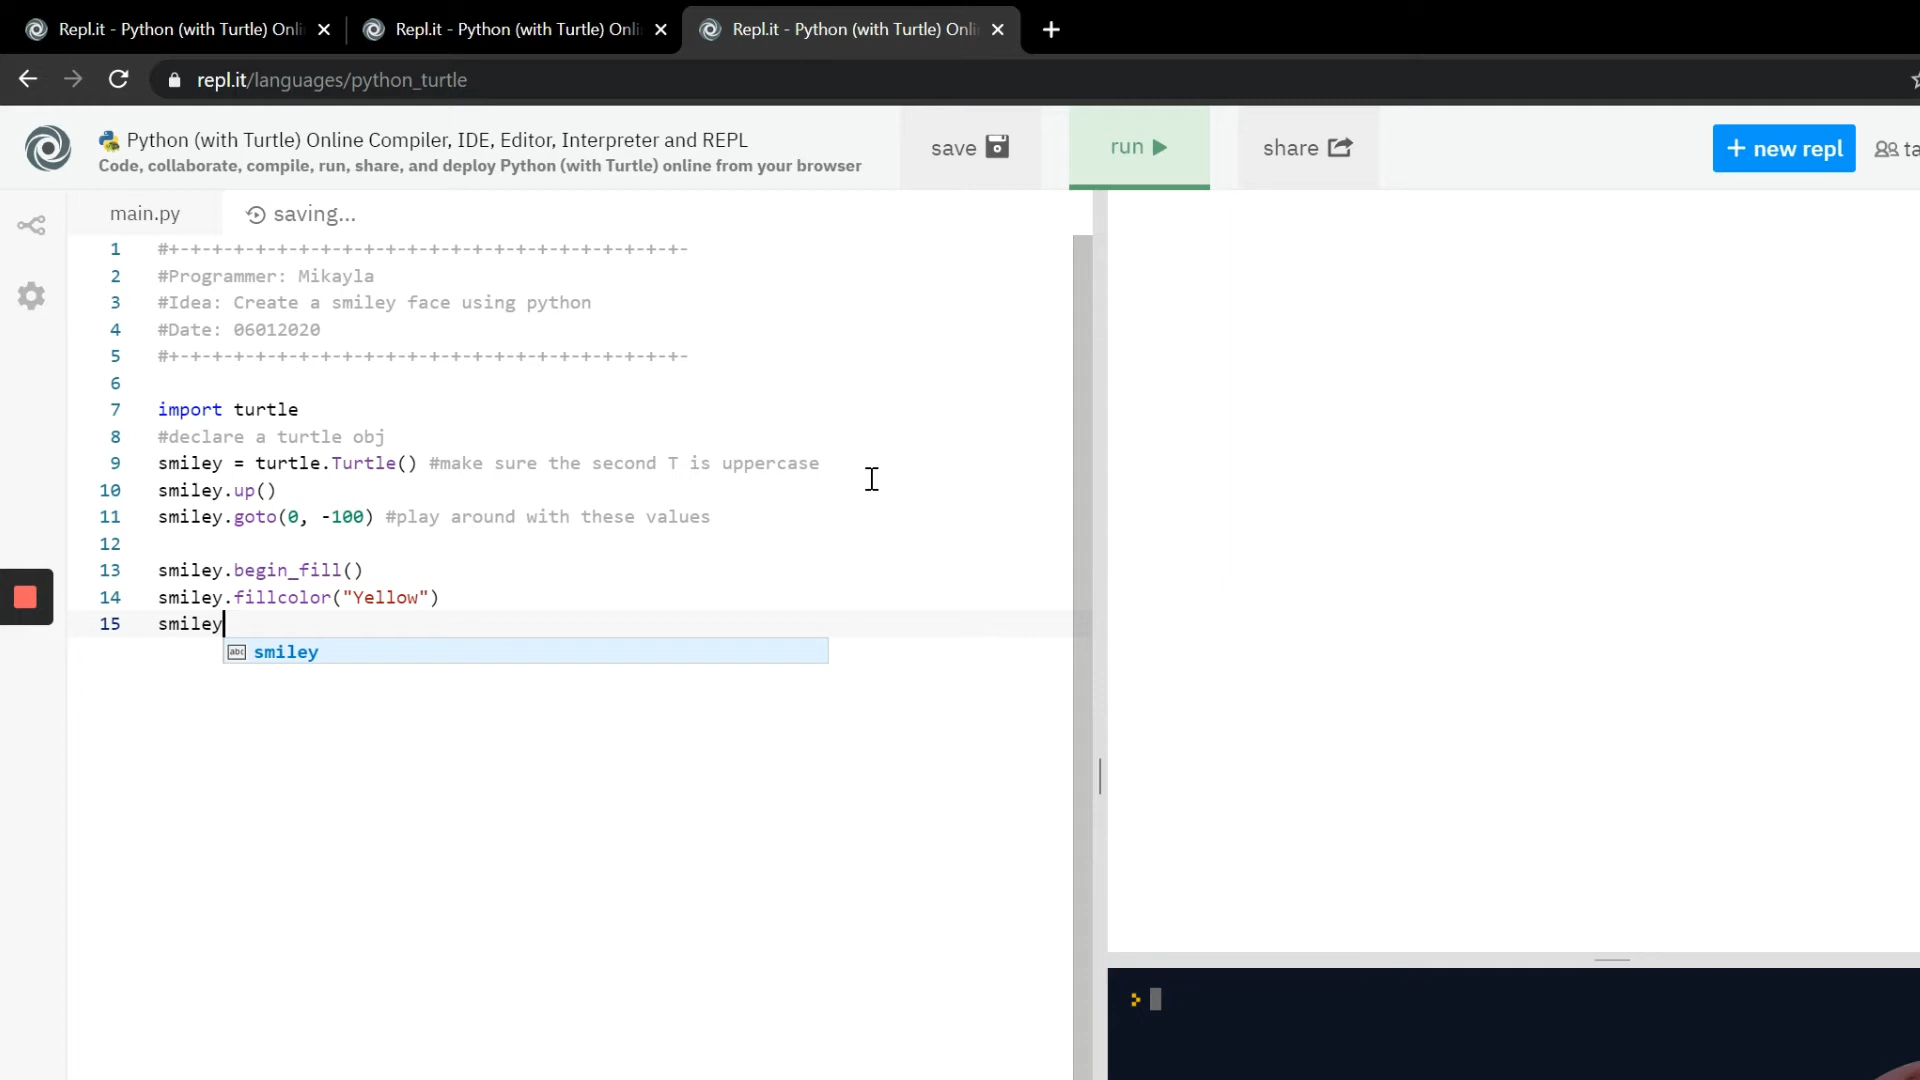 Repl.it - Python (with Turtle) Onli
Repl.it - Python (with Turtle) Onli
Repl.it - Python (with Turtle) Onli
repl.it/languages/python_turtle
Python (with Turtle) Online Compiler, IDE, Editor, Interpreter and REPL
Code, collaborate, compile, run, share, and deploy Python (with Turtle) online from your browser
save
run
share
+ new repl
ta
main.py
saving...
1 #+-+-+-+-+-+-+-+-+-+-+-+-+-+-+-+-+-+-+-+-+-+-+-+-
2 #Programmer: Mikayla
3 #Idea: Create a smiley face using python
4 #Date: 06012020
5 #+-+-+-+-+-+-+-+-+-+-+-+-+-+-+-+-+-+-+-+-+-+-+-+-
6
7 import turtle
8 #declare a turtle obj
9 smiley = turtle.Turtle() #make sure the second T is uppercase
10 smiley.up()
11 smiley.goto(0, -100) #play around with these values
12
13 smiley.begin_fill()
14 smiley.fillcolor("Yellow")
15 smiley
abc smiley